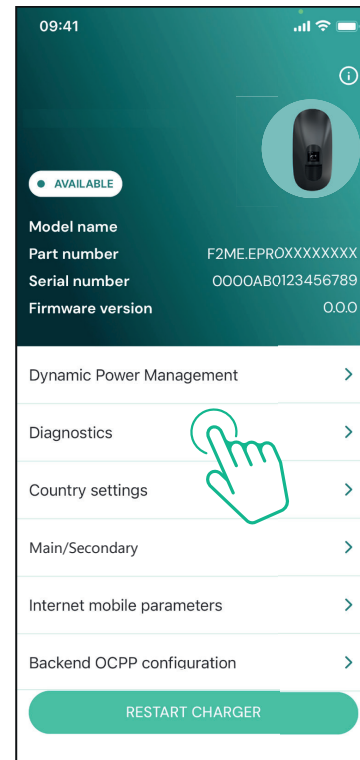 09:41
AVAILABLE
Model name
Part number F2ME.EPROXXXXXXXX
Serial number 0000AB0123456789
Firmware version 0.0.0
Dynamic Power Management
Diagnostics
Country settings
Main/Secondary
Internet mobile parameters
Backend OCPP configuration
RESTART CHARGER